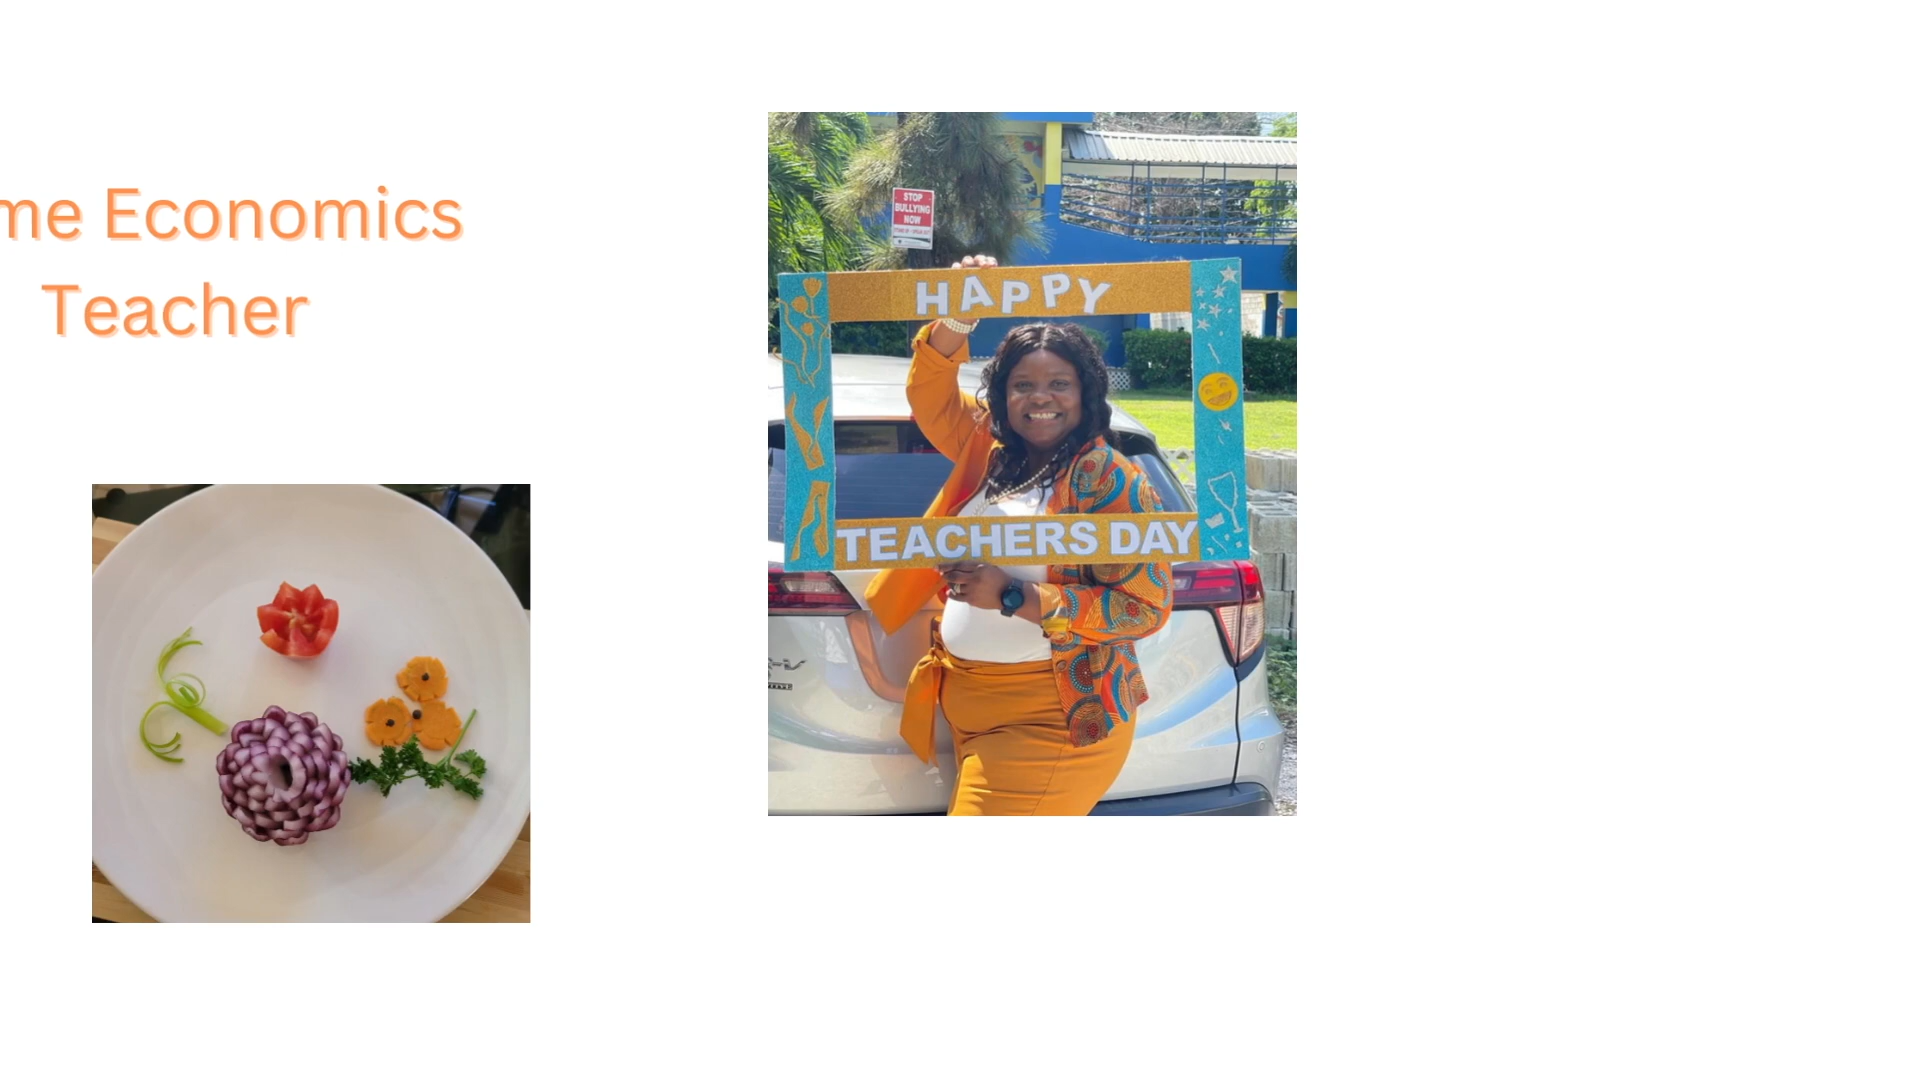 me Economics
Teacher
STOP
BULLYING
NOW
HAPPY
TEACHERS DAY